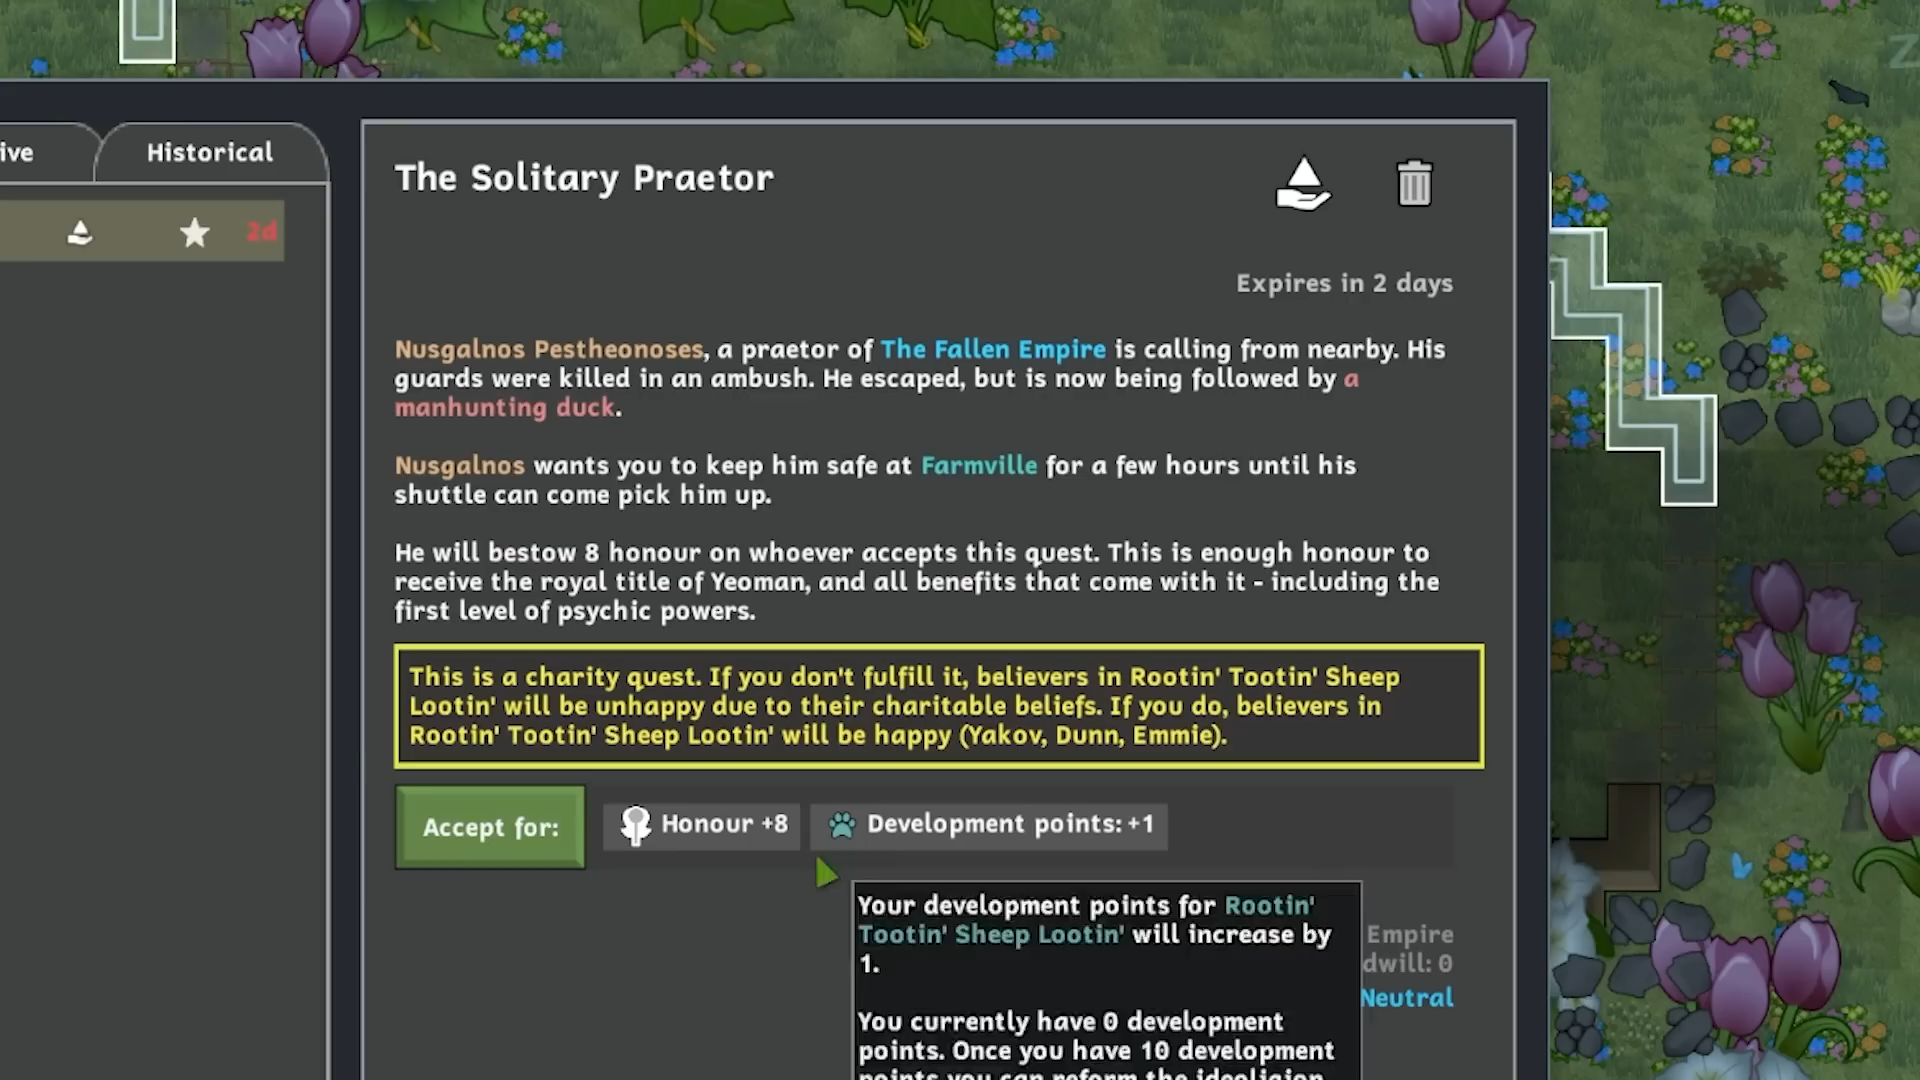 ive
Historical
2d
The Solitary Praetor
Expires in 2 days
Nusgalnos Pestheonoses, a praetor of The Fallen Empire is calling from nearby. His
guards were killed in an ambush. He escaped, but is now being followed by a
manhunting duck.
Nusgalnos wants you to keep him safe at Farmville for a few hours until his
shuttle can come pick him up.
He will bestow 8 honour on whoever accepts this quest. This is enough honour to
receive the royal title of Yeoman, and all benefits that come with it - including the
first level of psychic powers.
This is a charity quest. If you don't fulfill it, believers in Rootin' Tootin' Sheep
Lootin' will be unhappy due to their charitable beliefs. If you do, believers in
Rootin' Tootin' Sheep Lootin' will be happy (Yakov, Dunn, Emmie).
Accept for:
Honour +8
Development points: +1
Your development points for Rootin'
Tootin' Sheep Lootin' will increase by
1.
You currently have 0 development
points. Once you have 10 development
points you can reform the ideoligion
Empire
dwill: 0
Neutral
Z